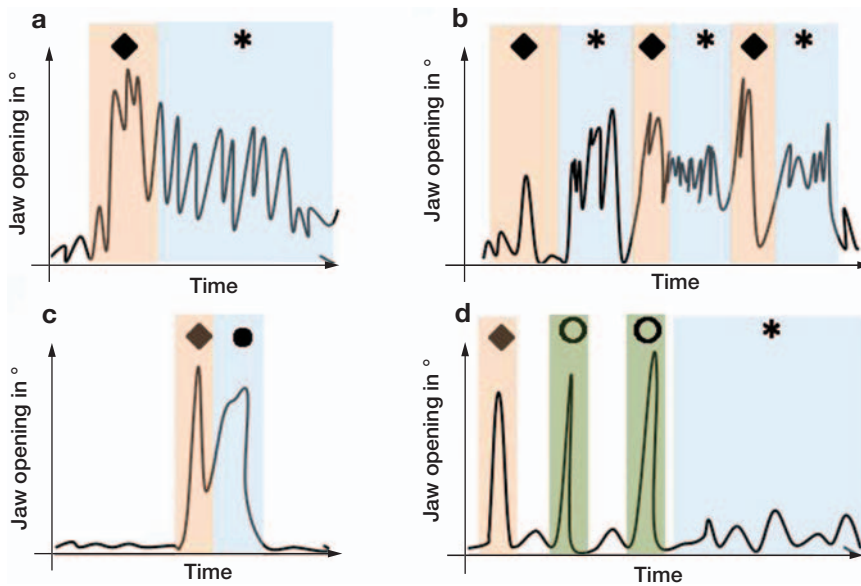 a
Jaw opening in °
*
Time
b
Jaw opening in °
* * *
Time
c
Jaw opening in °
Time
d
Jaw opening in °
*
Time